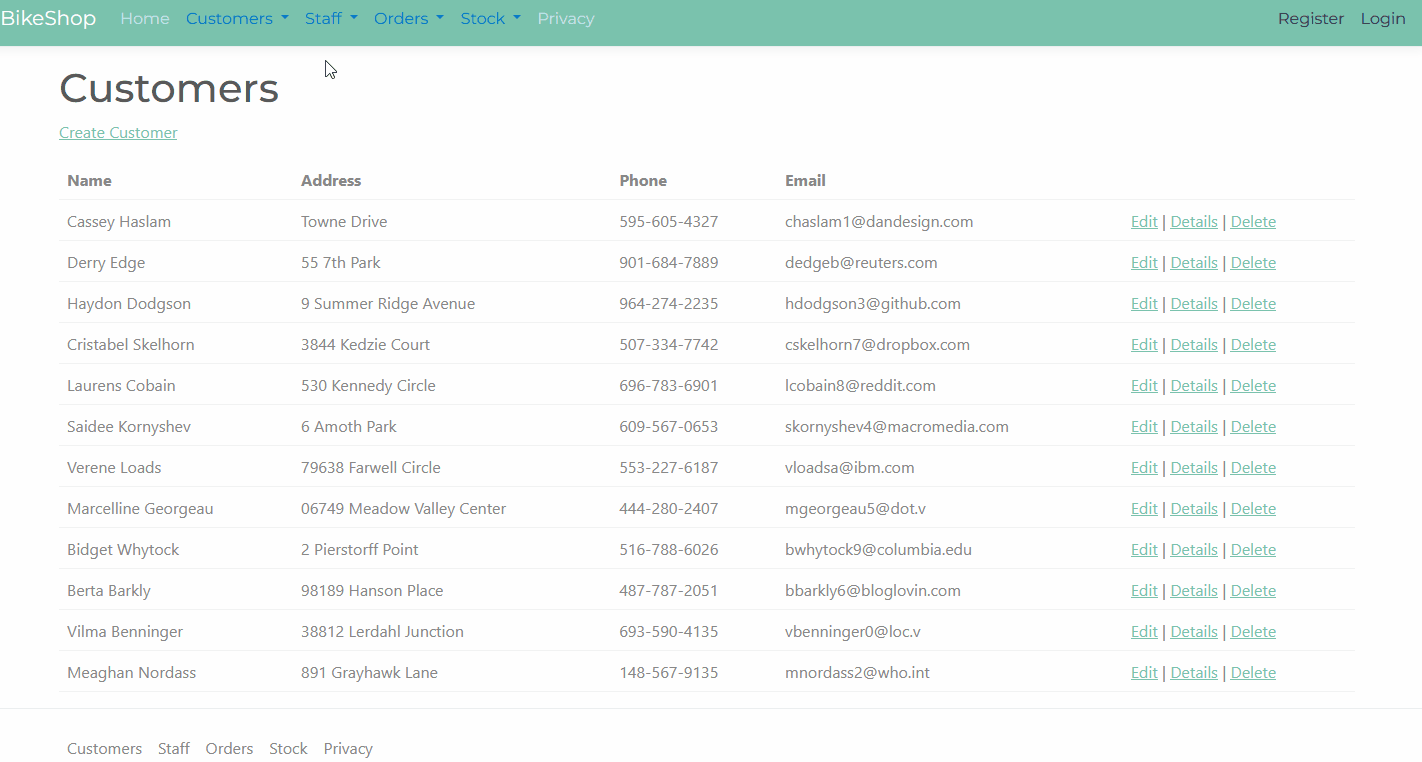 BikeShop Home Customers Staff Orders Stock Privacy Register Login
Customers
Create Customer
Name Address Phone Email
Cassey Haslam Towne Drive 595-605-4327 chaslam1@dandesign.com Edit | Details | Delete
Derry Edge 55 7th Park 901-684-7889 dedgeb@reuters.com Edit | Details | Delete
Haydon Dodgson 9 Summer Ridge Avenue 964-274-2235 hdodgson3@github.com Edit | Details | Delete
Cristabel Skelhorn 3844 Kedzie Court 507-334-7742 cskelhorn7@dropbox.com Edit | Details | Delete
Laurens Cobain 530 Kennedy Circle 696-783-6901 lcobain8@reddit.com Edit | Details | Delete
Saidee Kornyshev 6 Amoth Park 609-567-0653 skornyshev4@macromedia.com Edit | Details | Delete
Verene Loads 79638 Farwell Circle 553-227-6187 vloadsa@ibm.com Edit | Details | Delete
Marcelline Georgeau 06749 Meadow Valley Center 444-280-2407 mgeorgeau5@dot.v Edit | Details | Delete
Bidget Whytock 2 Pierstorff Point 516-788-6026 bwhytock9@columbia.edu Edit | Details | Delete
Berta Barkly 98189 Hanson Place 487-787-2051 bbarkly6@bloglovin.com Edit | Details | Delete
Vilma Benninger 38812 Lerdahl Junction 693-590-4135 vbenninger0@loc.v Edit | Details | Delete
Meaghan Nordass 891 Grayhawk Lane 148-567-9135 mnordass2@who.int Edit | Details | Delete
Customers Staff Orders Stock Privacy